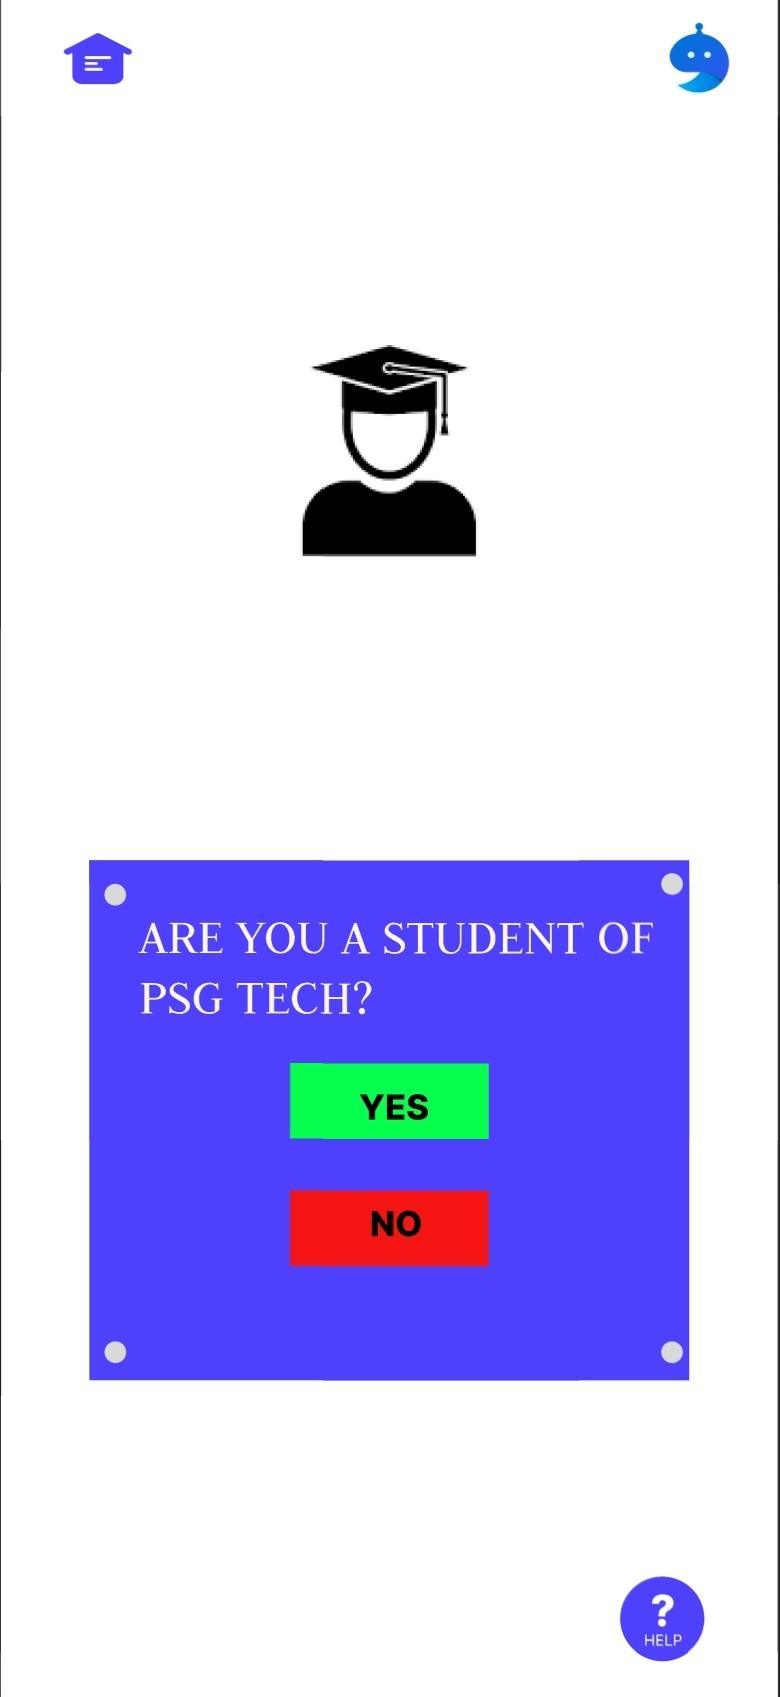 ARE YOU A STUDENT OF
PSG TECH?
YES
NO
?
HELP